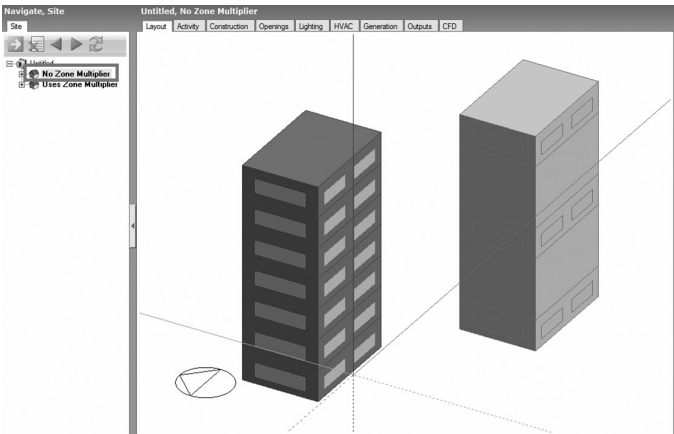 Navigate, Site
Site
Untitled
No Zone Multiplier
Uses Zone Multiplier
Untitled, No Zone Multiplier
Layout Activity Construction Openings Lighting HVAC Generation Outputs CFD